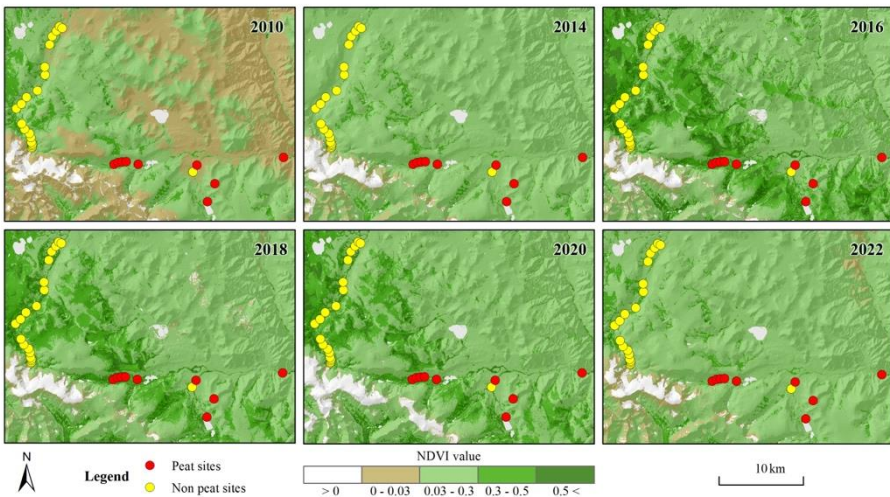 2010
2014
2016
2018
2020
2022
N
Legend
Peat sites
Non peat sites
NDVI value
> 0
0 - 0.03
0.03 - 0.3
0.3 - 0.5
0.5 <
10 km